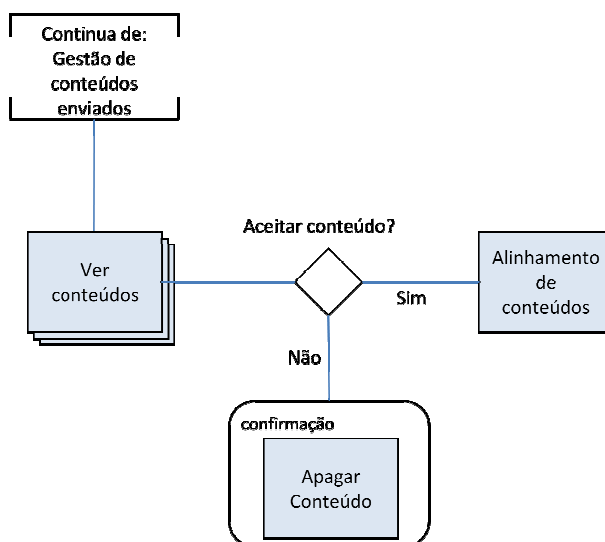 Continua de:
Gestão de
conteúdos
enviados
Aceitar conteúdo?
Ver
conteúdos
Alinhamento
de
conteúdos
Sim
Não
confirmação
Apagar
Conteúdo